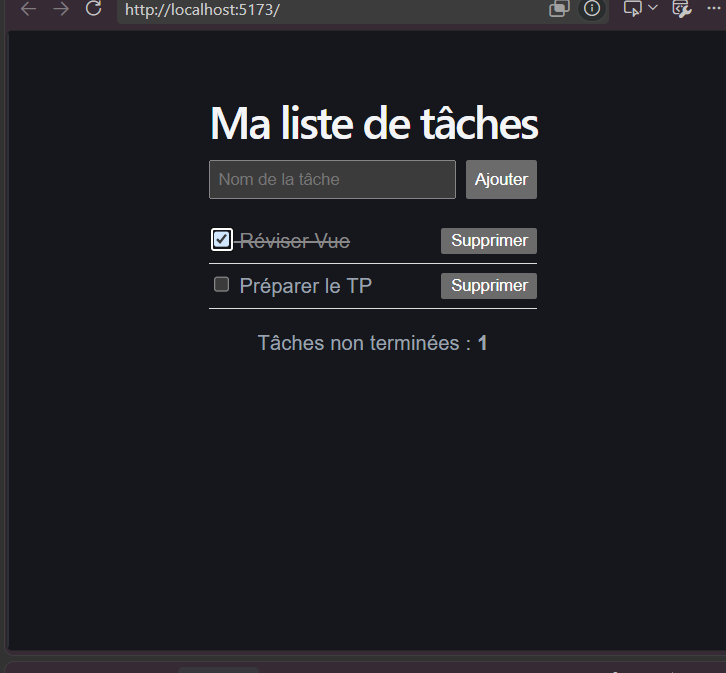 http://localhost:5173/
Ma liste de tâches
Nom de la tâche Ajouter
Réviser Vue Supprimer
Préparer le TP Supprimer
Tâches non terminées : 1